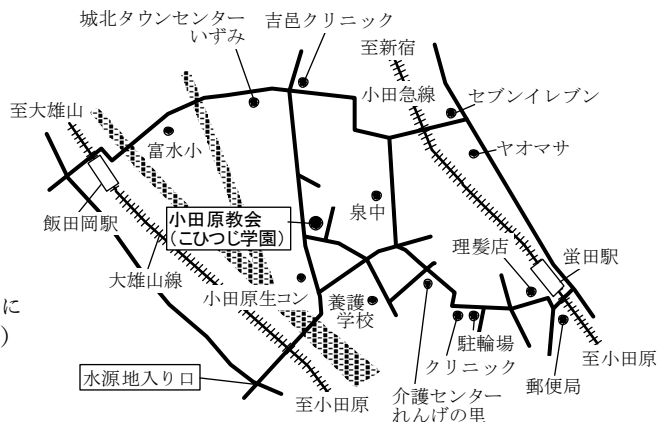 城北タウンセンター
いずみ
吉邑クリニック
至新宿
小田急線
セブンイレブン
ヤオマサ
至大雄山
富水小
飯田岡駅
小田原教会
(こひつじ学園)
泉中
理髪店
蛍田駅
大雄山線
小田原生コン
養護
学校
に
)
駐輪場
クリニック
至小田原
水源地入り口
至小田原
介護センター
れんげの里
郵便局